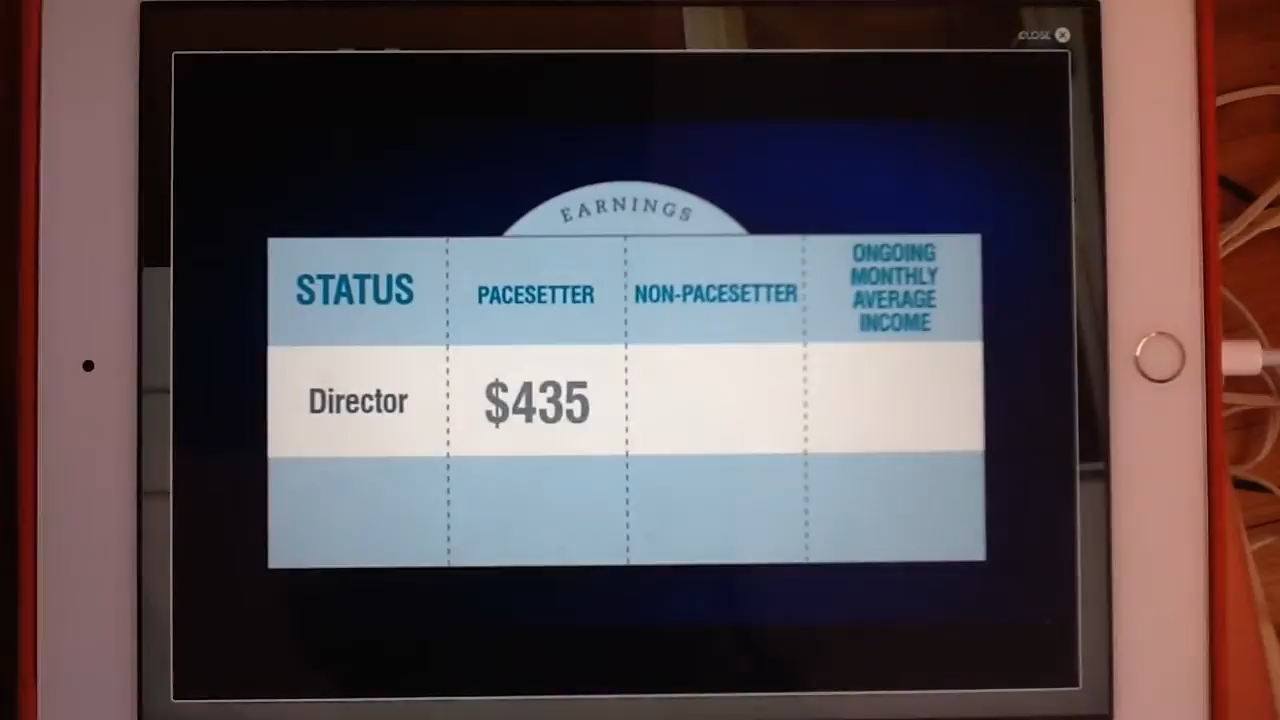 CLOSE
EARNINGS
STATUS
PACESETTER
NON-PACESETTER
ONGOING
MONTHLY
AVERAGE
INCOME
Director
$435